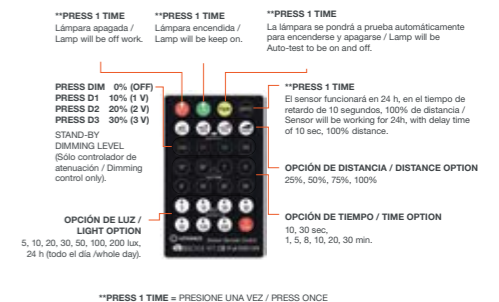 **PRESS 1 TIME
Lámpara apagada /
Lamp will be off work.
**PRESS 1 TIME
Lámpara encendida /
Lamp will be keep on.
**PRESS 1 TIME
La lámpara se pondrá a prueba automáticamente
para encenderse y apagarse / Lamp will be
Auto-test to be on and off.
PRESS DIM 0% (OFF)
PRESS D1 10% (1 V)
PRESS D2 20% (2 V)
PRESS D3 30% (3 V)
STAND-BY
DIMMING LEVEL
(Sólo controlador de
atenuación / Dimming
control only).
**PRESS 1 TIME
El sensor funcionará en 24 h, en el tiempo de
retardo de 10 segundos, 100% de distancia /
Sensor will be working for 24h, with delay time
of 10 sec, 100% distance.
OPCIÓN DE DISTANCIA / DISTANCE OPTION
25%, 50%, 75%, 100%
OPCIÓN DE TIEMPO / TIME OPTION
10, 30 sec,
1, 5, 8, 10, 20, 30 min.
OPCIÓN DE LUZ /
LIGHT OPTION
5, 10, 20, 30, 50, 100, 200 lux,
24 h (todo el día /whole day).
**PRESS 1 TIME = PRESIONE UNA VEZ / PRESS ONCE